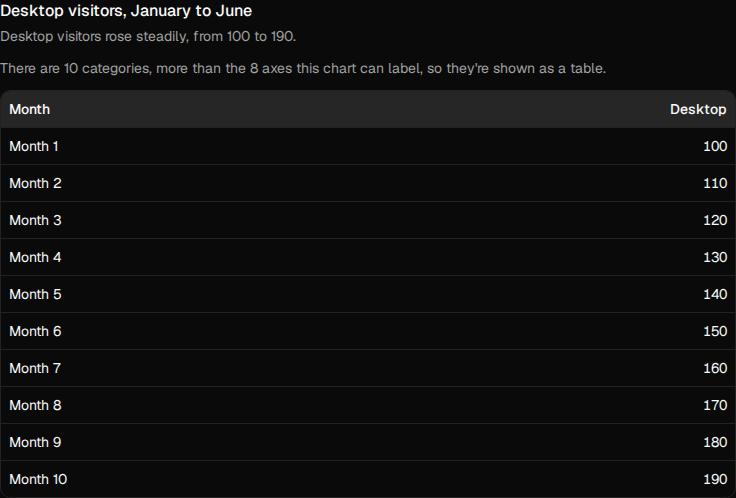 Desktop visitors, January to June
Desktop visitors rose steadily, from 100 to 190.
There are 10 categories, more than the 8 axes this chart can label, so they're shown as a table.
Month Desktop
Month 1 100
Month 2 110
Month 3 120
Month 4 130
Month 5 140
Month 6 150
Month 7 160
Month 8 170
Month 9 180
Month 10 190